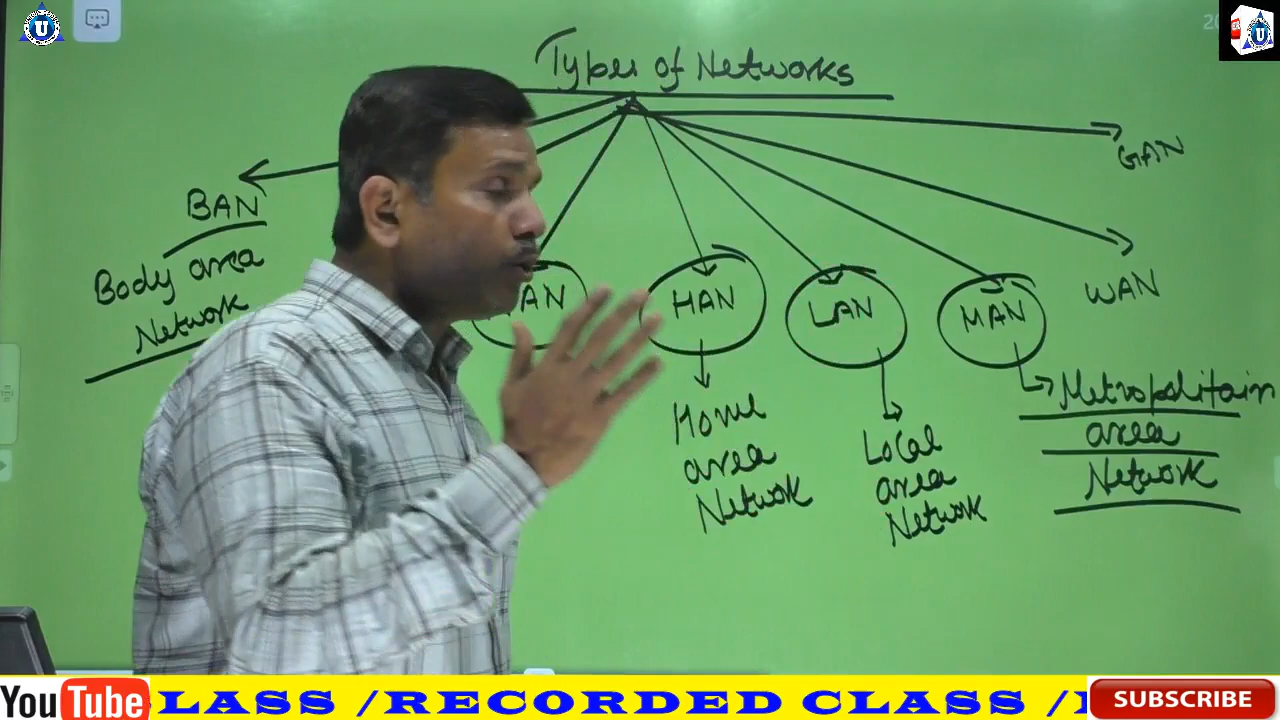 Types of Networks
GAN
BAN
Body area
Network
AN
HAN
LAN
MAN
WAN
Home
area
Network
Local
area
Network
Metropolitain
area
Network
U
U
YouTube
LASS /RECORDED CLASS /
SUBSCRIBE